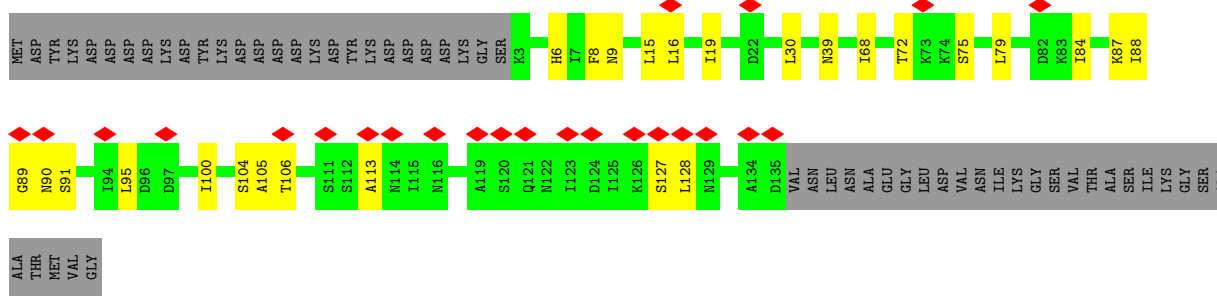 MET ASP TYR LYS ASP ASP ASP ASP LYS ASP TYR LYS ASP ASP ASP ASP LYS ASP TYR LYS ASP ASP ASP ASP LYS GLY SER K3 H6 I7 F8 N9 L15 L16 I19 D22 L30 N39 I68 T72 K73 K74 S75 L79 D82 K83 I84 K87 I88
G89 N90 S91 I94 L95 D96 D97 I100 S104 A105 T106 S111 S112 A113 N114 I115 N116 A119 S120 Q121 N122 I123 D124 I125 K126 S127 L128 N129 A134 D135 VAL ASN LEU ASN ALA GLU GLY LEU ASP VAL ASN ILE LYS GLY SER VAL THR ALA SER ILE LYS GLY SER
ALA THR MET VAL GLY